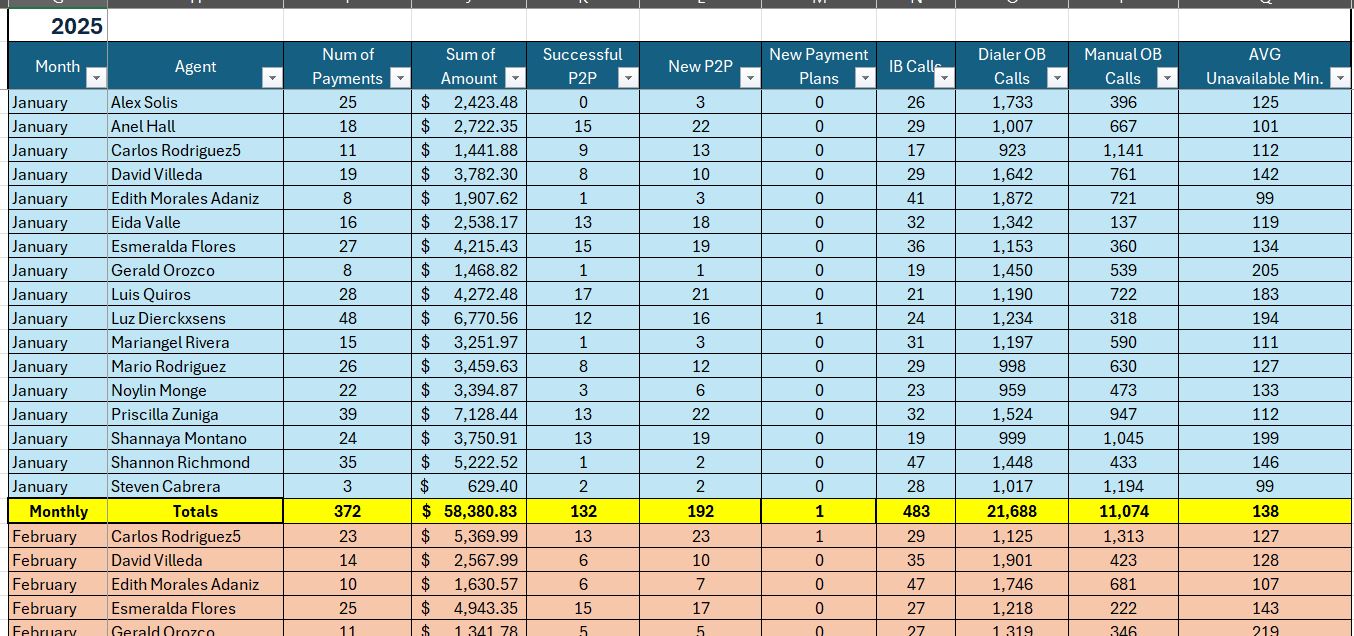 2025
Month Agent Num of Payments Sum of Amount Successful P2P New P2P New Payment Plans IB Calls Dialer OB Calls Manual OB Calls AVG Unavailable Min.
January Alex Solis 25 $ 2,423.48 0 3 0 26 1,733 396 125
January Anel Hall 18 $ 2,722.35 15 22 0 29 1,007 667 101
January Carlos Rodriguez5 11 $ 1,441.88 9 13 0 17 923 1,141 112
January David Villeda 19 $ 3,782.30 8 10 0 29 1,642 761 142
January Edith Morales Adaniz 8 $ 1,907.62 1 3 0 41 1,872 721 99
January Eida Valle 16 $ 2,538.17 13 18 0 32 1,342 137 119
January Esmeralda Flores 27 $ 4,215.43 15 19 0 36 1,153 360 134
January Gerald Orozco 8 $ 1,468.82 1 1 0 19 1,450 539 205
January Luis Quiros 28 $ 4,272.48 17 21 0 21 1,190 722 183
January Luz Dierckxsens 48 $ 6,770.56 12 16 1 24 1,234 318 194
January Mariangel Rivera 15 $ 3,251.97 1 3 0 31 1,197 590 111
January Mario Rodriguez 26 $ 3,459.63 8 12 0 29 998 630 127
January Noylin Monge 22 $ 3,394.87 3 6 0 23 959 473 133
January Priscilla Zuniga 39 $ 7,128.44 13 22 0 32 1,524 947 112
January Shannaya Montano 24 $ 3,750.91 13 19 0 19 999 1,045 199
January Shannon Richmond 35 $ 5,222.52 1 2 0 47 1,448 433 146
January Steven Cabrera 3 $ 629.40 2 2 0 28 1,017 1,194 99
Monthly Totals 372 $ 58,380.83 132 192 1 483 21,688 11,074 138
February Carlos Rodriguez5 23 $ 5,369.99 13 23 1 29 1,125 1,313 127
February David Villeda 14 $ 2,567.99 6 10 0 35 1,901 423 128
February Edith Morales Adaniz 10 $ 1,630.57 6 7 0 47 1,746 681 107
February Esmeralda Flores 25 $ 4,943.35 15 17 0 27 1,218 222 143
February Gerald Orozco 11 $ 1,341.78 5 5 0 27 1,319 346 219